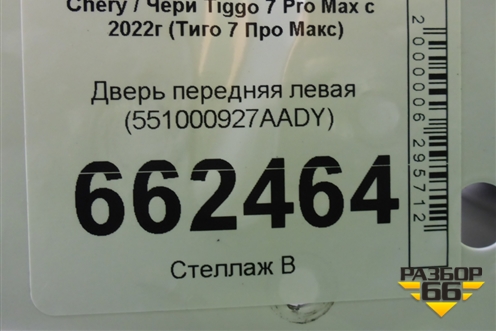 Chery / Чери Tiggo 7 Pro Max с
2022г (Тиго 7 Про Макс)
Дверь передняя левая
(551000927AADY)
662464
Стеллаж В
2000006295712
РАЗБОР
66